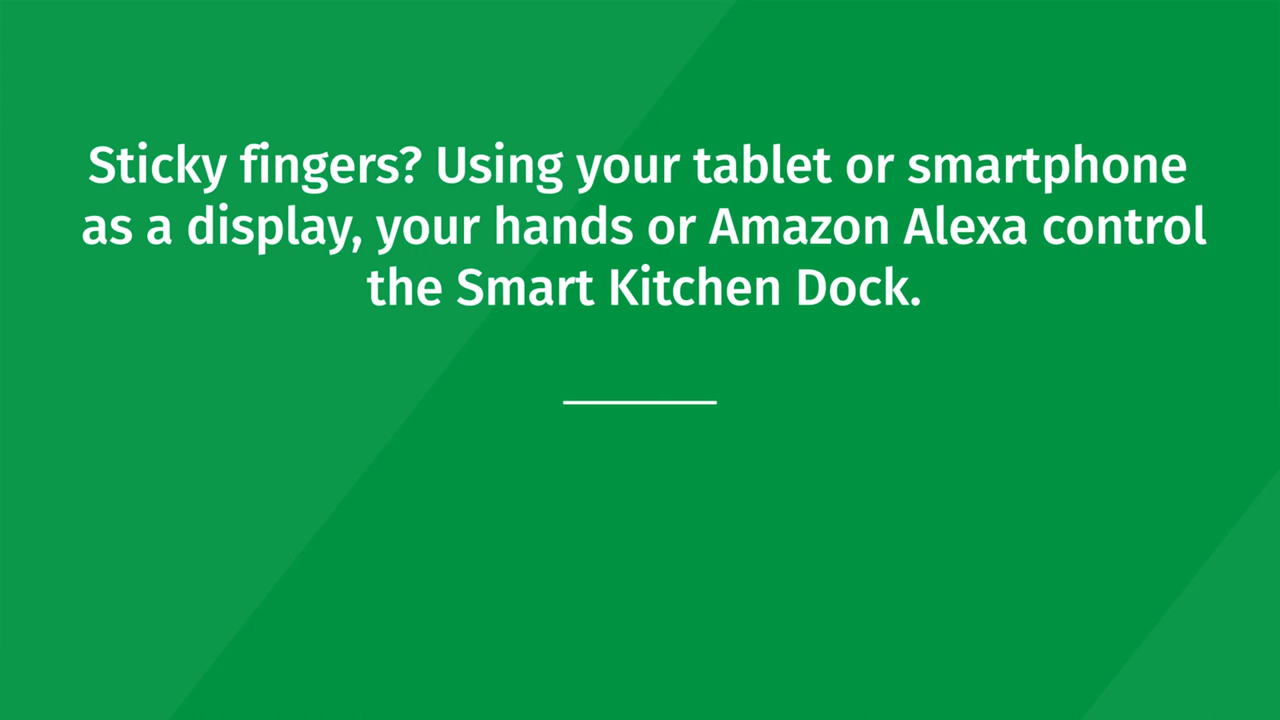 Sticky fingers? Using your tablet or smartphone
as a display, your hands or Amazon Alexa control
the Smart Kitchen Dock.